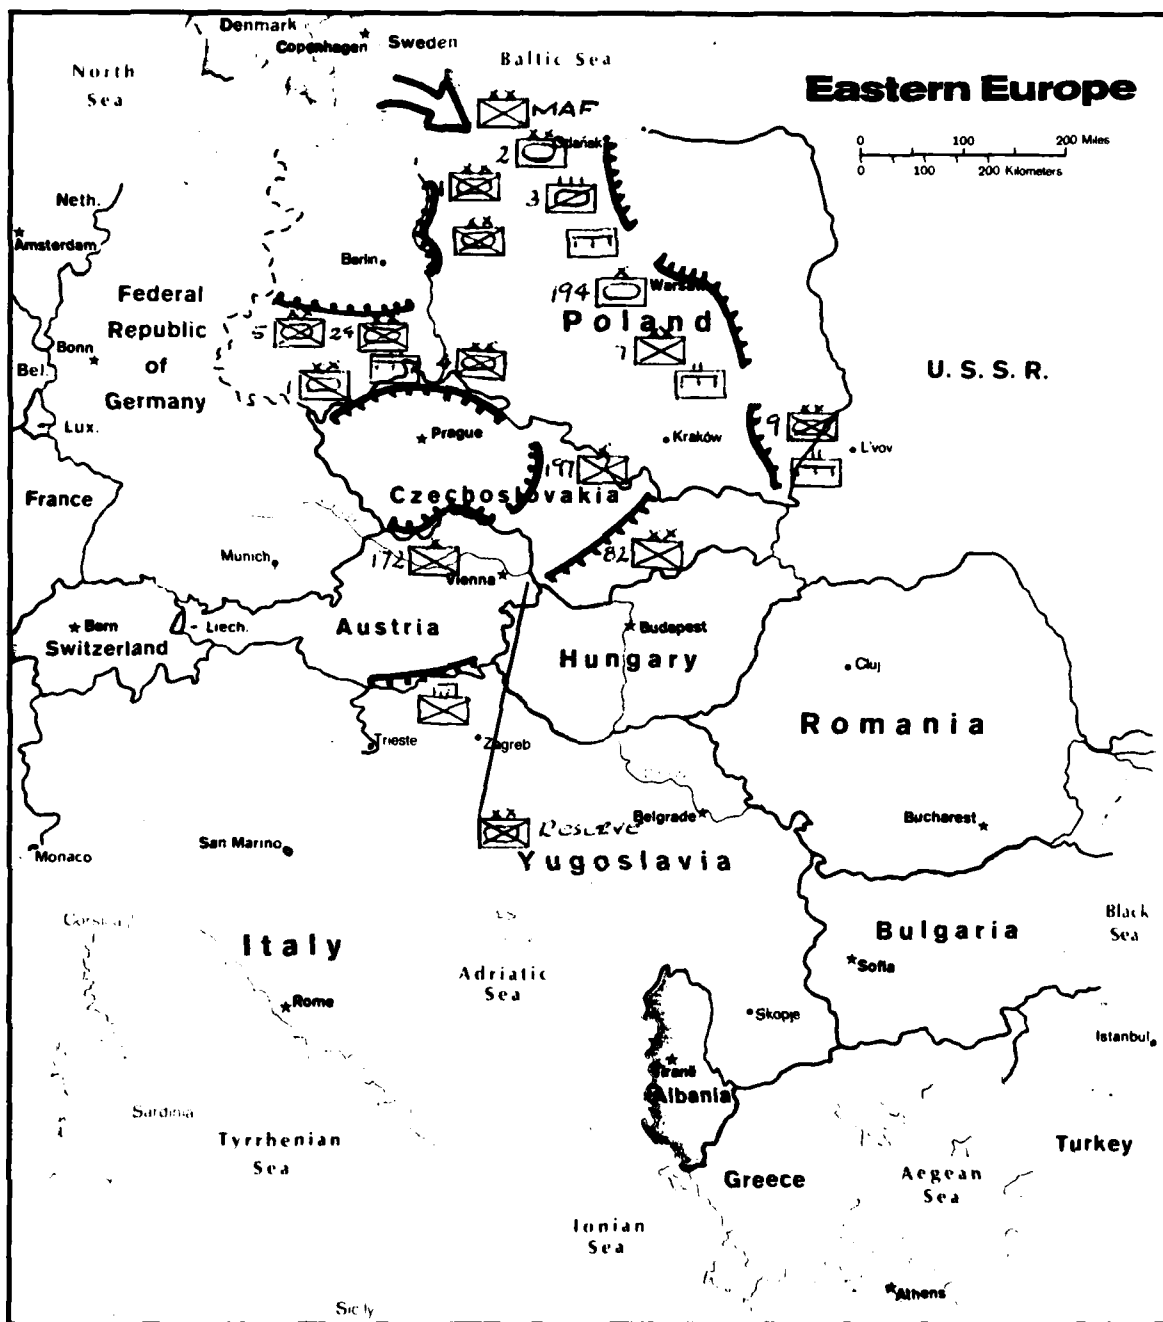 Denmark
Copenhagen
Sweden
North
Sea
Baltic Sea
Eastern Europe
MAF
0 100 200 Miles
0 100 200 Kilometers
Gdańsk
2
3
Neth.
Amsterdam
Berlin
Federal
Republic
of
Germany
194
Warsaw
Poland
5
24
7
Bonn
Bel.
4
U.S.S.R.
Lux.
Prague
Kraków
9
L'vov
197
France
Czechoslovakia
Munich
172
Vienna
82
Bern
Switzerland
Liech.
Austria
Budapest
Hungary
Cluj
Romania
Trieste
Zagreb
Reserve
Belgrade
Bucharest
Monaco
San Marino
Yugoslavia
Corsica
Italy
Adriatic
Sea
Bulgaria
Sofia
Black
Sea
Rome
Skopje
Istanbul
Tiranë
Albania
Sardinia
Tyrrhenian
Sea
Greece
Aegean
Sea
Turkey
Ionian
Sea
Athens
Sicily